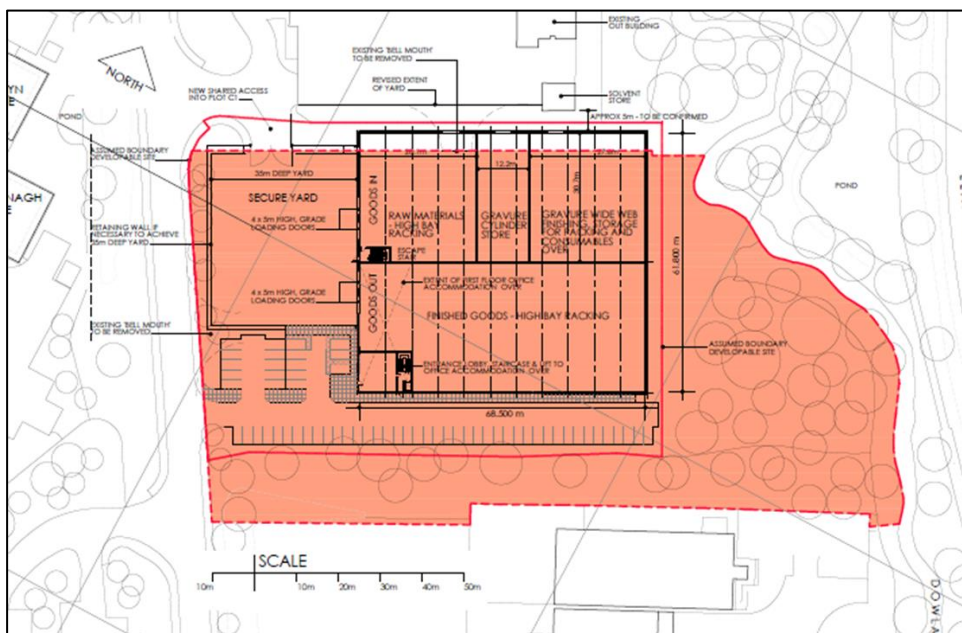 EXISTING
OUT BUILDING
EXISTING 'BELL MOUTH'
TO BE REMOVED
NORTH
REVISED EXTENT
OF YARD
NEW SHARED ACCESS
INTO PLOT C1
SOLVENT
STORE
POND
APPROX 5m - TO BE CONFIRMED
ASSUMED BOUNDARY
DEVELOPABLE SITE
35m DEEP YARD
12.2m
SECURE YARD
GOODS IN
POND
4 x 5m HIGH, GRADE
LOADING DOORS
RAW MATERIALS
- HIGH BAY
RACKING
GRAVURE
CYLINDER
STORE
GRAVURE WIDE WEB
FINISHING, STORAGE
FOR RACKING AND
CONSUMABLES
OVER
RETAINING WALL IF
NECESSARY TO ACHIEVE
35m DEEP YARD
ESCAPE
STAIR
61.800 m
4 x 5m HIGH, GRADE
LOADING DOORS
GOODS OUT
EXTENT OF FIRST FLOOR OFFICE
ACCOMMODATION OVER
FINISHED GOODS - HIGH BAY RACKING
EXISTING 'BELL MOUTH'
TO BE REMOVED
ASSUMED BOUNDARY
DEVELOPABLE SITE
ENTRANCE LOBBY, STAIRCASE & LIFT TO
OFFICE ACCOMMODATION OVER
68.500 m
SCALE
10m 10m 20m 30m 40m 50m